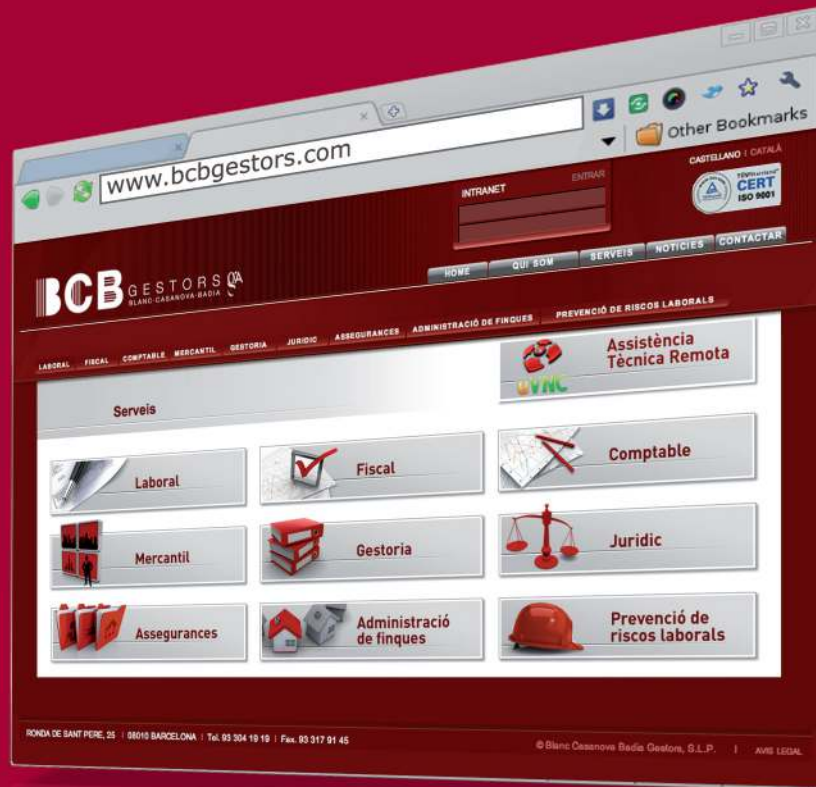 www.bcbgestors.com
Other Bookmarks
CASTELLANO | CATALÀ
INTRANET
ENTRAR
CERT
ISO 9001
HOME
QUI SOM
SERVEIS
NOTICIES
CONTACTAR
BCB GESTORS
BLANC-CASANOVA-BADIA
LABORAL
FISCAL
COMPTABLE
MERCANTIL
GESTORIA
JURIDIC
ASSEGURANCES
ADMINISTRACIÓ DE FINQUES
PREVENCIÓ DE RISCOS LABORALS
VNC
Assistència
Tècnica Remota
Serveis
Laboral
Fiscal
Comptable
Mercantil
Gestoria
Juridic
Assegurances
Administració
de finques
Prevenció de
riscos laborals
RONDA DE SANT PERE, 25 | 08010 BARCELONA | Tel. 93 304 19 19 | Fax. 93 317 91 45
© Blanc Casanova Badia Gestors, S.L.P. | AVIS LEGAL